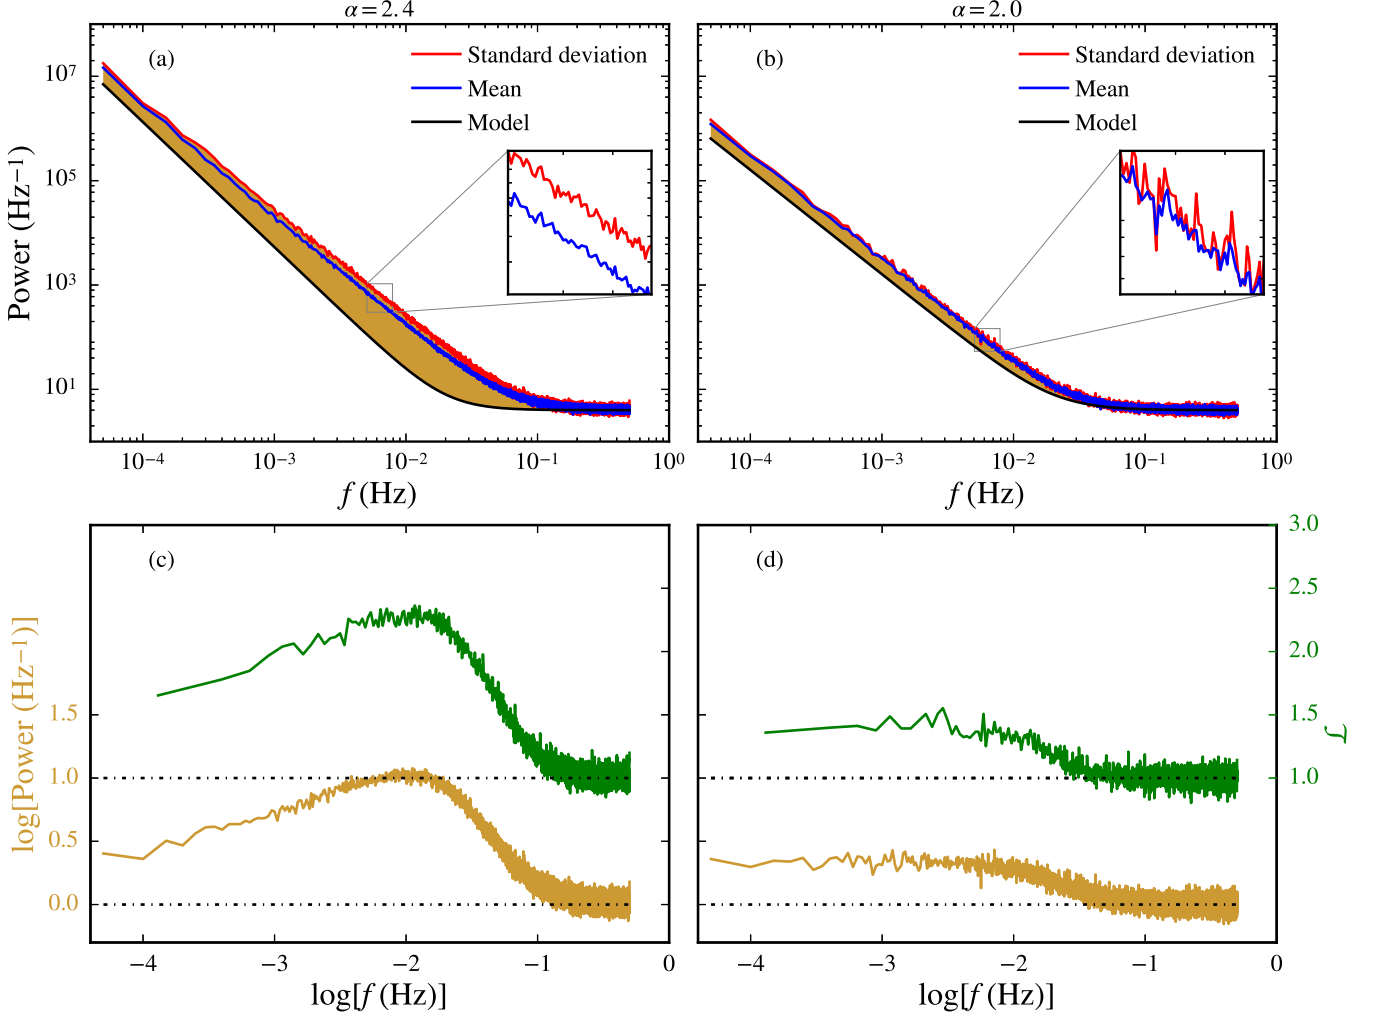 α=2.4
α=2.0
(a)
Standard deviation
Mean
Model
(b)
Standard deviation
Mean
Model
Power (Hz⁻¹)
10⁷
10⁵
10³
10¹
10⁻⁴ 10⁻³ 10⁻² 10⁻¹ 10⁰
f (Hz)
10⁻⁴ 10⁻³ 10⁻² 10⁻¹ 10⁰
f (Hz)
(c)
(d)
log[Power (Hz⁻¹)]
1.5
1.0
0.5
0.0
3.0
2.5
2.0
1.5
1.0
ℒ
−4 −3 −2 −1 0
log[f (Hz)]
−4 −3 −2 −1 0
log[f (Hz)]